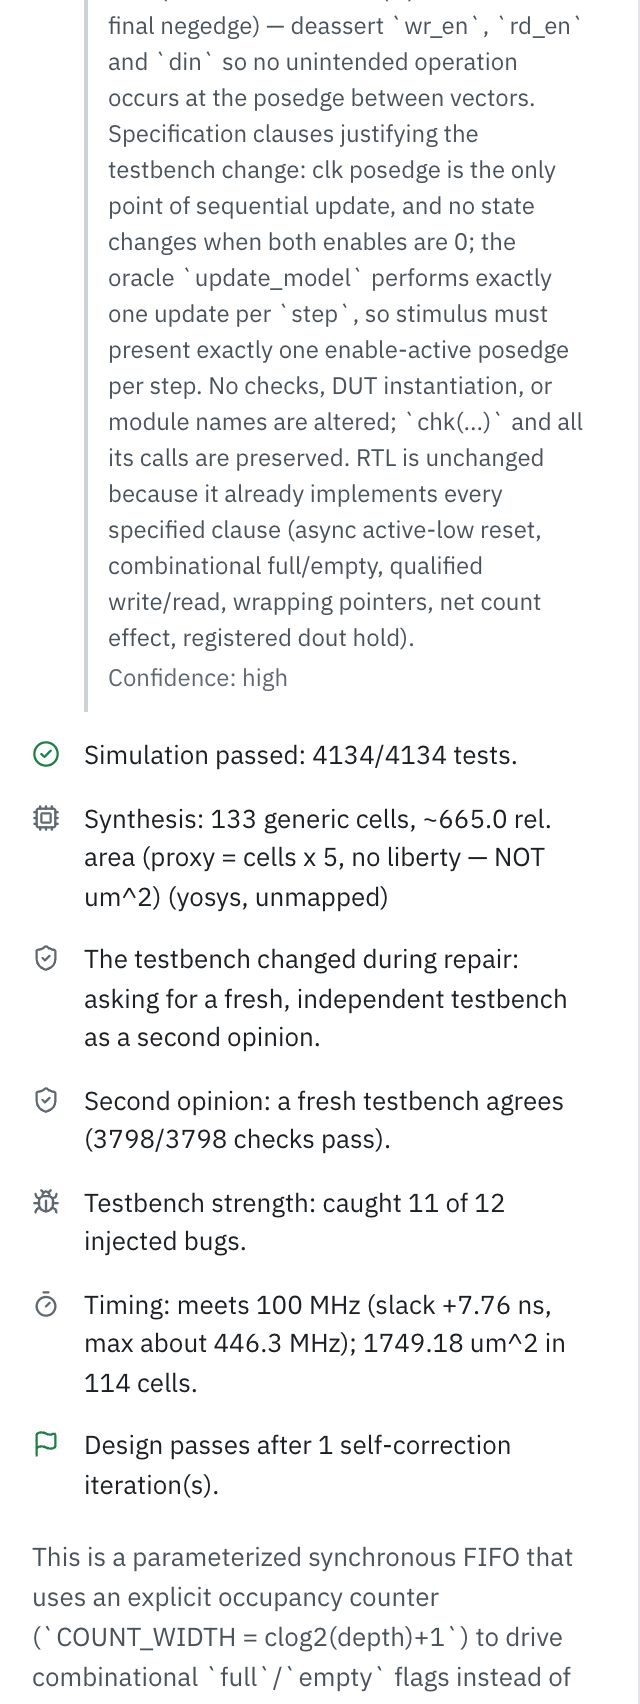 final negedge) — deassert `wr_en`, `rd_en`
and `din` so no unintended operation
occurs at the posedge between vectors.
Specification clauses justifying the
testbench change: clk posedge is the only
point of sequential update, and no state
changes when both enables are 0; the
oracle `update_model` performs exactly
one update per `step`, so stimulus must
present exactly one enable-active posedge
per step. No checks, DUT instantiation, or
module names are altered; `chk(...)` and all
its calls are preserved. RTL is unchanged
because it already implements every
specified clause (async active-low reset,
combinational full/empty, qualified
write/read, wrapping pointers, net count
effect, registered dout hold).
Confidence: high
Simulation passed: 4134/4134 tests.
Synthesis: 133 generic cells, ~665.0 rel.
area (proxy = cells x 5, no liberty — NOT
um^2) (yosys, unmapped)
The testbench changed during repair:
asking for a fresh, independent testbench
as a second opinion.
Second opinion: a fresh testbench agrees
(3798/3798 checks pass).
Testbench strength: caught 11 of 12
injected bugs.
Timing: meets 100 MHz (slack +7.76 ns,
max about 446.3 MHz); 1749.18 um^2 in
114 cells.
Design passes after 1 self-correction
iteration(s).
This is a parameterized synchronous FIFO that
uses an explicit occupancy counter
(`COUNT_WIDTH = clog2(depth)+1`) to drive
combinational `full`/`empty` flags instead of